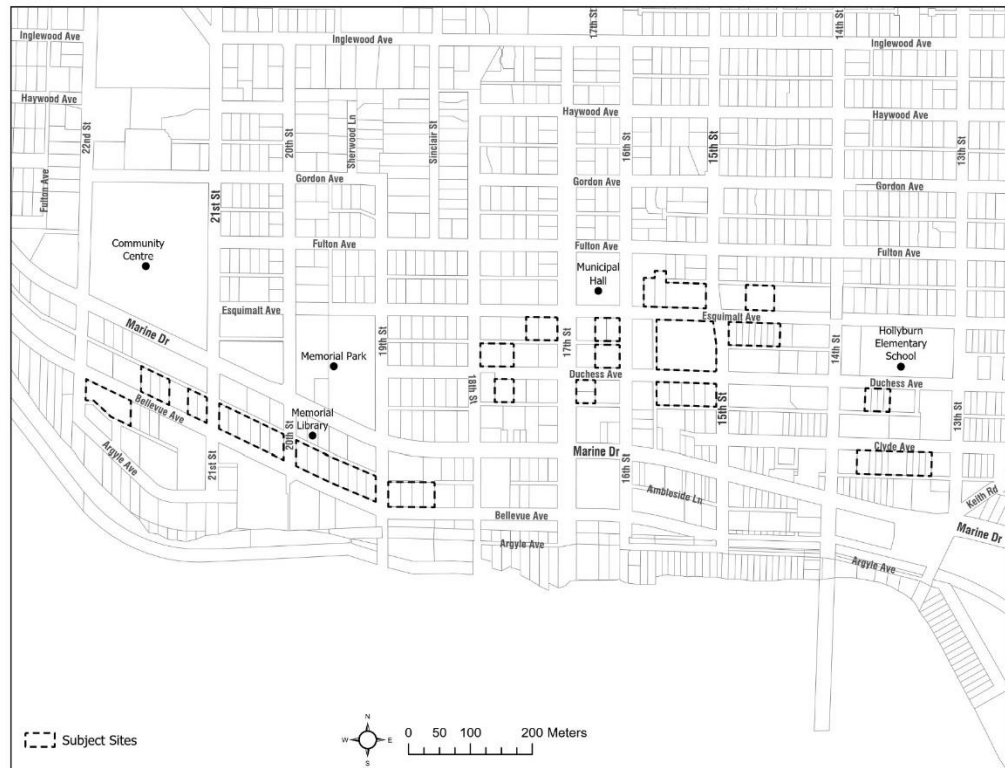 17th St
14th St
Inglewood Ave
Inglewood Ave
Inglewood Ave
Haywood Ave
Haywood Ave
Haywood Ave
22nd St
20th St
Sherwood Ln
Sinclair St
16th St
15th St
13th St
Fulton Ave
21st St
Gordon Ave
Gordon Ave
Gordon Ave
Community
Centre
Fulton Ave
Fulton Ave
Fulton Ave
Municipal
Hall
Esquimalt Ave
Esquimalt Ave
Marine Dr
19th St
17th St
14th St
Hollyburn
Elementary
School
Memorial Park
18th St
Duchess Ave
Duchess Ave
15th St
13th St
Bellevue Ave
20th St
Memorial
Library
21st St
Argyle Ave
Marine Dr
16th St
Clyde Ave
Ambleside Ln
Keith Rd
Bellevue Ave
Marine Dr
Argyle Ave
Argyle Ave
Subject Sites
N
W E
S
0 50 100 200 Meters